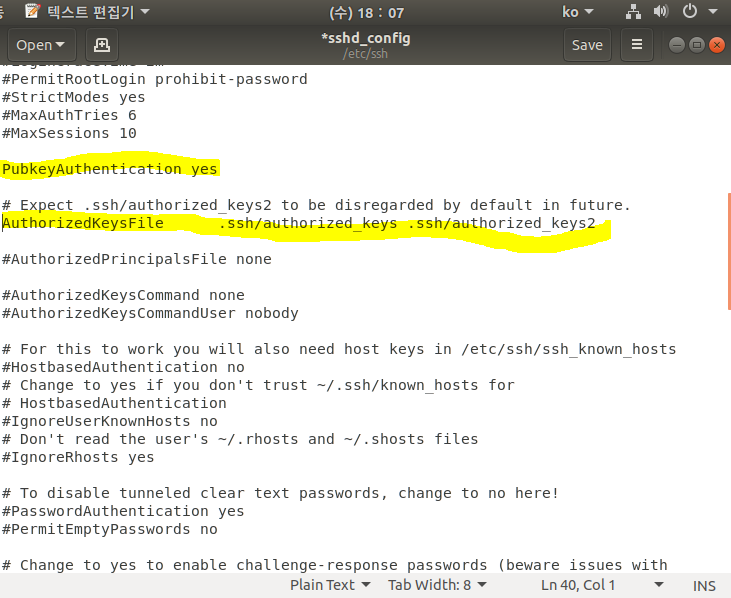 텍스트 편집기
(수) 18 : 07
ko
Open
*sshd_config
/etc/ssh
Save
#PermitRootLogin prohibit-password
#StrictModes yes
#MaxAuthTries 6
#MaxSessions 10
PubkeyAuthentication yes
# Expect .ssh/authorized_keys2 to be disregarded by default in future.
AuthorizedKeysFile .ssh/authorized_keys .ssh/authorized_keys2
#AuthorizedPrincipalsFile none
#AuthorizedKeysCommand none
#AuthorizedKeysCommandUser nobody
# For this to work you will also need host keys in /etc/ssh/ssh_known_hosts
#HostbasedAuthentication no
# Change to yes if you don't trust ~/.ssh/known_hosts for
# HostbasedAuthentication
#IgnoreUserKnownHosts no
# Don't read the user's ~/.rhosts and ~/.shosts files
#IgnoreRhosts yes
# To disable tunneled clear text passwords, change to no here!
#PasswordAuthentication yes
#PermitEmptyPasswords no
# Change to yes to enable challenge-response passwords (beware issues with
Plain Text Tab Width: 8 Ln 40, Col 1 INS